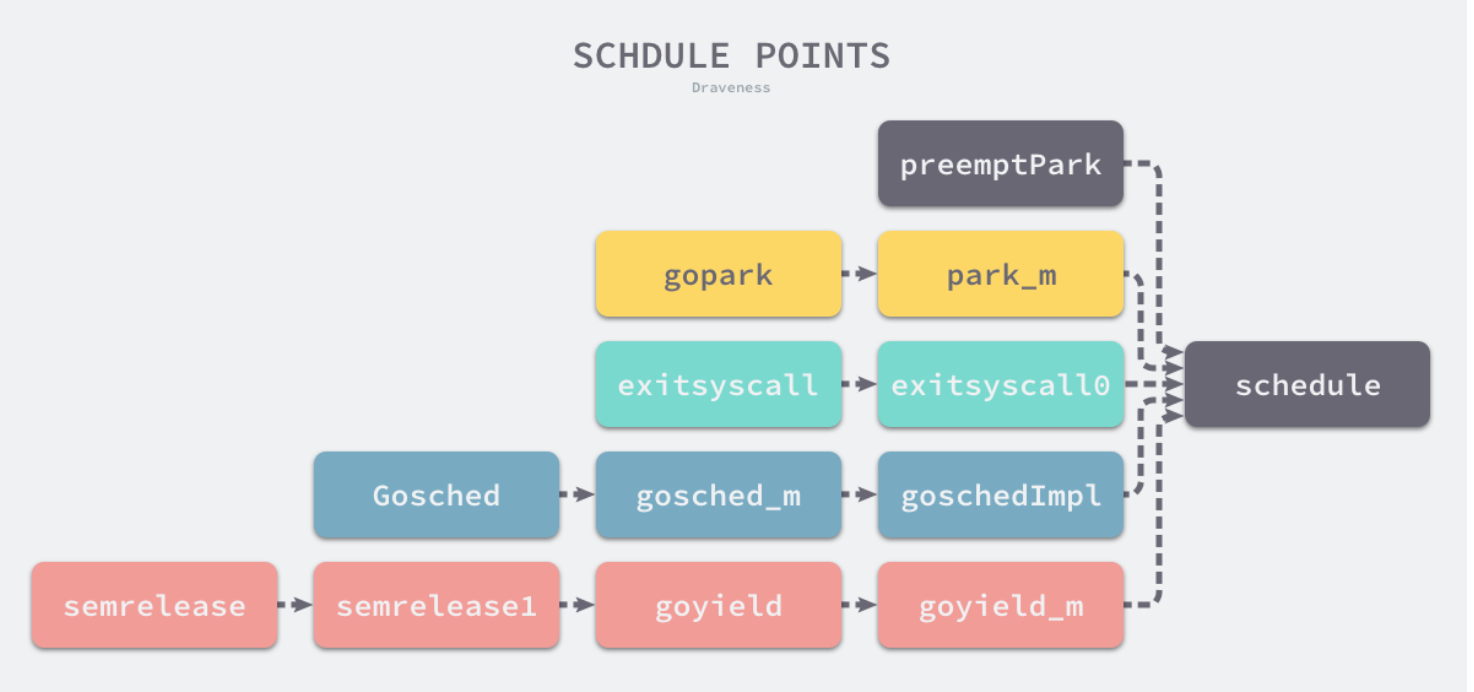 SCHDULE POINTS
Draveness
preemptPark
gopark park_m
exitsyscall exitsyscall0 schedule
Gosched gosched_m goschedImpl
semrelease semrelease1 goyield goyield_m